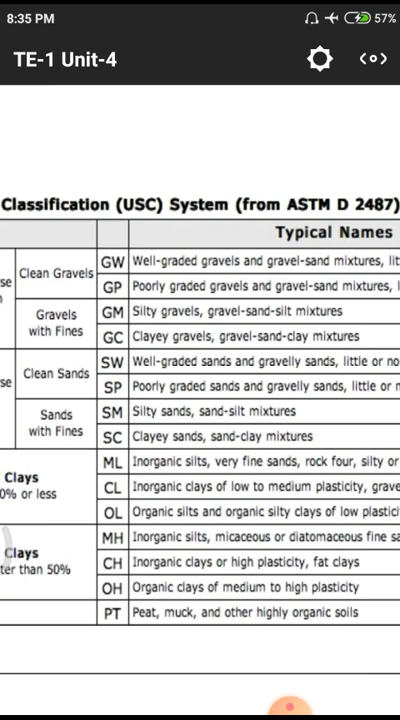 8:35 PM 57%
TE-1 Unit-4
Classification (USC) System (from ASTM D 2487)
Typical Names
Clean Gravels
GW Well-graded gravels and gravel-sand mixtures, lit
GP Poorly graded gravels and gravel-sand mixtures, l
Gravels
with Fines
GM Silty gravels, gravel-sand-silt mixtures
GC Clayey gravels, gravel-sand-clay mixtures
rse
Clean Sands
SW Well-graded sands and gravelly sands, little or no
SP Poorly graded sands and gravelly sands, little or
Sands
with Fines
SM Silty sands, sand-silt mixtures
SC Clayey sands, sand-clay mixtures
rse
Clays
0% or less
ML Inorganic silts, very fine sands, rock four, silty or
CL Inorganic clays of low to medium plasticity, grave
OL Organic silts and organic silty clays of low plastici
Clays
ter than 50%
MH Inorganic silts, micaceous or diatomaceous fine sa
CH Inorganic clays or high plasticity, fat clays
OH Organic clays of medium to high plasticity
PT Peat, muck, and other highly organic soils